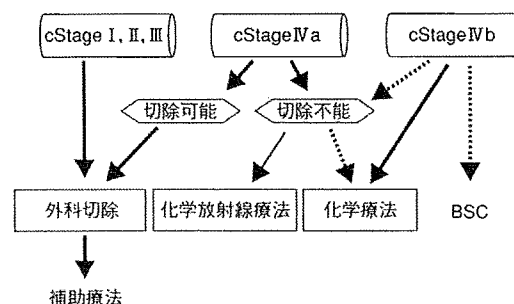 cStage Ⅰ, Ⅱ, Ⅲ
cStageⅣa
cStageⅣb
切除可能
切除不能
外科切除
化学放射線療法
化学療法
BSC
補助療法